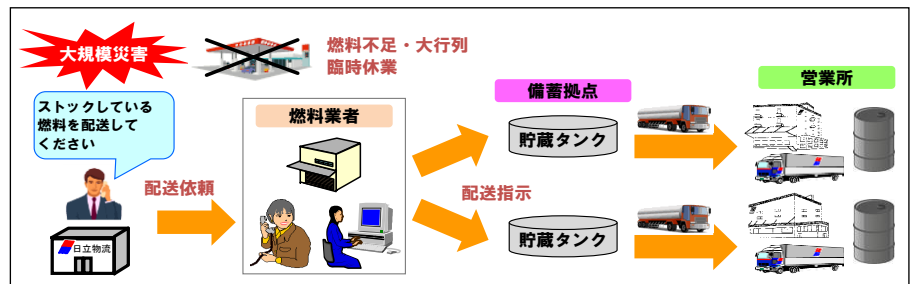 大規模災害
燃料不足・大行列
臨時休業
ストックしている
燃料を配送して
ください
配送依頼
日立物流
燃料業者
備蓄拠点
貯蔵タンク
配送指示
貯蔵タンク
営業所